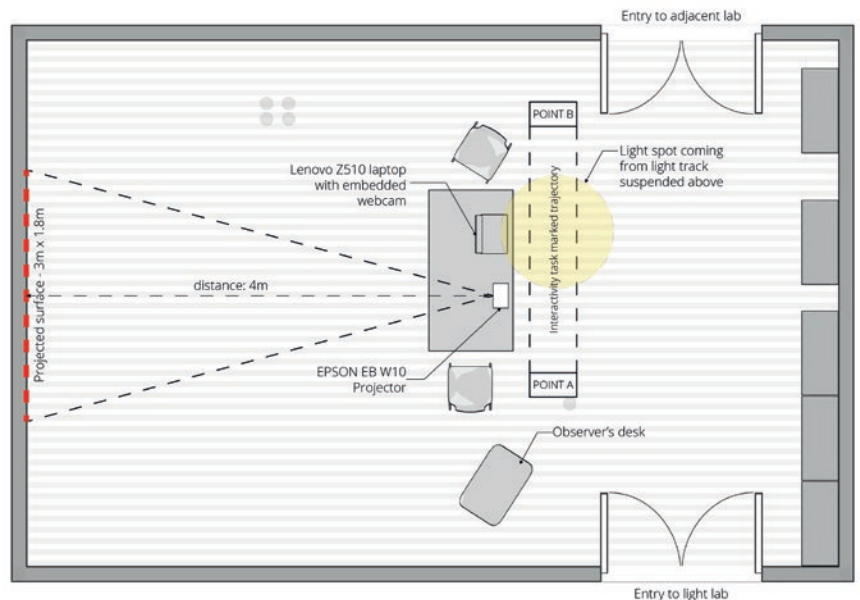 Entry to adjacent lab
POINT B
Light spot coming
from light track
suspended above
Lenovo Z510 laptop
with embedded
webcam
Interactivity task marked trajectory
Projected surface - 3m x 1.8m
distance: 4m
EPSON EB W10
Projector
POINT A
Observer's desk
Entry to light lab